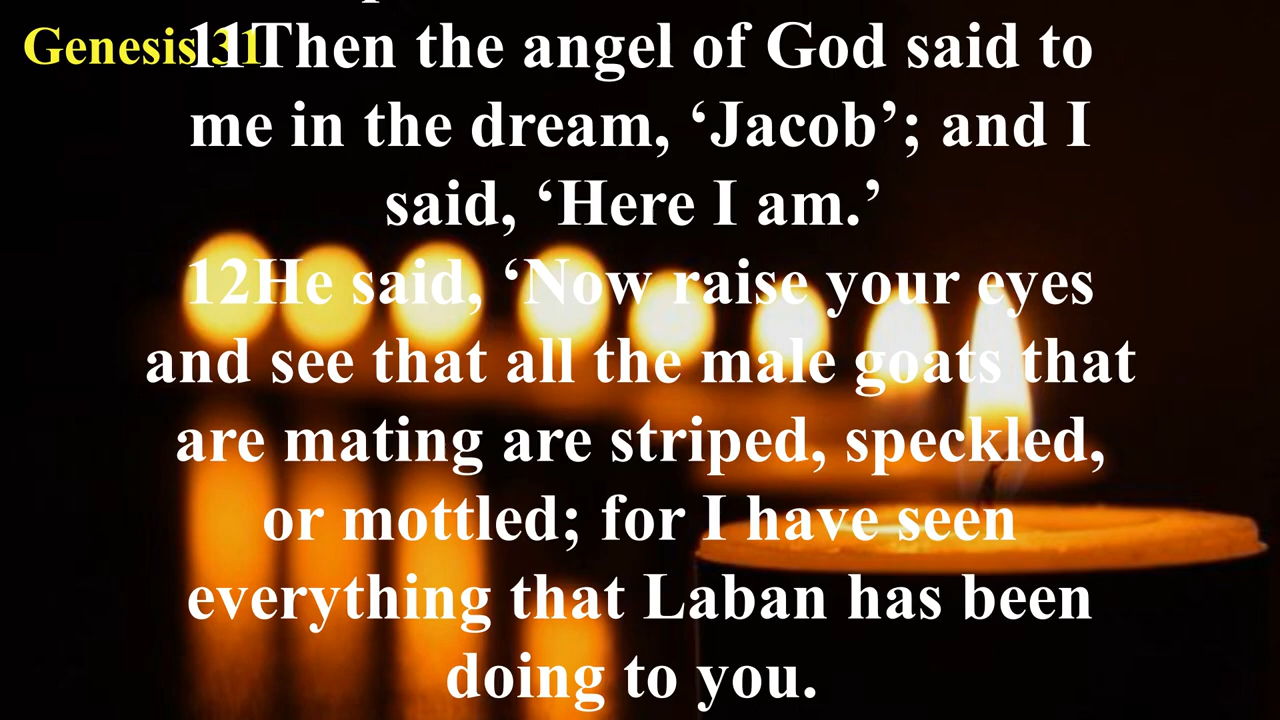 Genesis 31
11Then the angel of God said to
me in the dream, ‘Jacob’; and I
said, ‘Here I am.’
12He said, ‘Now raise your eyes
and see that all the male goats that
are mating are striped, speckled,
or mottled; for I have seen
everything that Laban has been
doing to you.